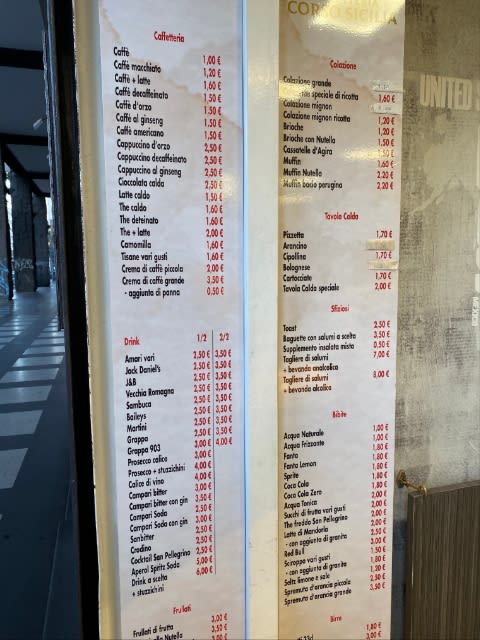 Caffetteria
Caffè 1,00 €
Caffè macchiato 1,20 €
Caffè + latte 1,60 €
Caffè decaffeinato 1,50 €
Caffè d'orzo 1,50 €
Caffè al ginseng 1,50 €
Caffè americano 1,50 €
Cappuccino d'orzo 2,50 €
Cappuccino decaffeinato 2,50 €
Cappuccino al ginseng 2,50 €
Cioccolata calda 2,50 €
Latte caldo 1,50 €
The caldo 1,60 €
The deteinato 1,60 €
The + latte 2,00 €
Camomilla 1,60 €
Tisane vari gusti 1,60 €
Crema di caffè piccola 2,00 €
Crema di caffè grande 3,50 €
- aggiunta di panna 0,50 €
Drink 1/2 2/2
Amari vari 2,50 € 3,50 €
Jack Daniel's 2,50 € 3,50 €
J&B 2,50 € 3,50 €
Vecchia Romagna 2,50 € 3,50 €
Sambuca 2,50 € 3,50 €
Baileys 2,50 € 3,50 €
Martini 2,50 € 3,50 €
Grappa 2,50 € 3,50 €
Grappa 903 3,00 € 4,00 €
Prosecco calice 3,00 €
Prosecco + stuzzichini 4,00 €
Calice di vino 4,00 €
Campari bitter 3,00 €
Campari bitter con gin 3,50 €
Campari Soda 2,50 €
Campari Soda con gin 3,00 €
Sanbitter 2,50 €
Crodino 2,50 €
Cocktail San Pellegrino 2,50 €
Aperol Spritz Soda 5,00 €
Drink a scelta 6,00 €
+ stuzzichini
Frullati
Frullati di frutta 3,00 €
Nutella 3,00 €
CORSO SICILIA
Colazione
Colazione grande
speciale di ricotta 1,60 €
Colazione mignon
Colazione mignon ricotta 1,20 €
Brioche 1,20 €
Brioche con Nutella 1,50 €
Cassatelle d'Agira 1,50 €
Muffin 1,60 €
Muffin Nutella 2,20 €
Muffin bacio perugina 2,20 €
Tavola Calda
Pizzetta 1,70 €
Arancino
Cipollina 1,70 €
Bolognese
Cartocciate 1,70 €
Tavola Calda speciale 2,00 €
Sfiziosi
Toast 2,50 €
Baguette con salumi a scelta 3,50 €
Supplemento insalata mista 0,50 €
Tagliere di salumi 7,00 €
+ bevanda analcolica
Tagliere di salumi 8,00 €
+ bevanda alcolica
Bibite
Acqua Naturale 1,00 €
Acqua Frizzante 1,00 €
Fanta 1,80 €
Fanta Lemon 1,80 €
Sprite 1,80 €
Coca Cola 1,80 €
Coca Cola Zero 1,80 €
Acqua Tonica 2,00 €
Succhi di frutta vari gusti 2,00 €
The freddo San Pellegrino 2,00 €
Latte di Mandorla 2,00 €
- con aggiunta di granita 2,50 €
Red Bull 3,00 €
Sciroppo vari gusti 1,50 €
- con aggiunta di granita 1,80 €
Seltz limone e sale 1,20 €
Spremuta d'arancia piccola 2,50 €
Spremuta d'arancia grande 3,50 €
Birre
1,80 €
33cl 3,00 €
UNITED